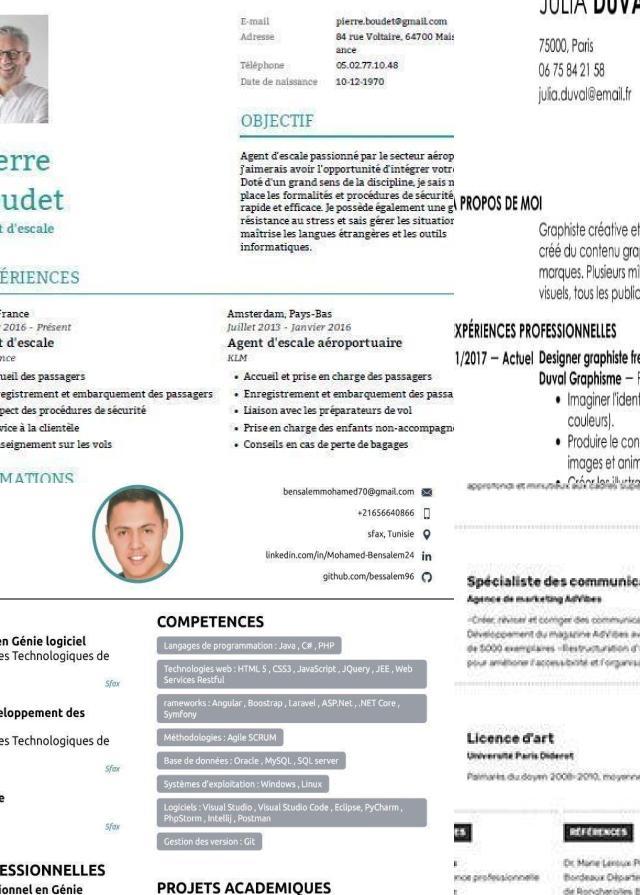 E-mail pierre.boudet@gmail.com
Adresse 84 rue Voltaire, 64700
ance
Téléphone 05.02.77.10.48
Date de naissance 10-12-1970
erre
udet
t d'escale
OBJECTIF
Agent d'escale passionné par le secteur aérop
j'aimerais avoir l'opportunité d'intégrer votr
Doté d'un grand sens de la discipline, je sais n
place les formalités et procédures de sécurité,
rapide et efficace. Je possède également une g
résistance au stress et sais gérer les situation
maîtrise les langues étrangères et les outils
informatiques.
ÉRIENCES
France
2016 - Présent
t d'escale
nce
ueil des passagers
registrement et embarquement des passagers
pect des procédures de sécurité
vice à la clientèle
seignement sur les vols
Amsterdam, Pays-Bas
Juillet 2013 - Janvier 2016
Agent d'escale aéroportuaire
KLM
• Accueil et prise en charge des passagers
• Enregistrement et embarquement des passa
• Liaison avec les préparateurs de vol
• Prise en charge des enfants non-accompagn
• Conseils en cas de perte de bagages
MATIONS
JULIA DUVA
75000, Paris
06 75 84 21 58
julia.duval@email.fr
PROPOS DE MOI
Graphiste créative et
créé du contenu grap
marques. Plusieurs mi
visuels, tous les public
XPÉRIENCES PROFESSIONNELLES
1/2017 – Actuel Designer graphiste fre
Duval Graphisme –
• Imaginer l'ident
couleurs).
• Produire le con
images et anim
bensalemmohamed70@gmail.com
+21656640866
sfax, Tunisie
linkedin.com/in/Mohamed-Bensalem24
github.com/bessalem96
en Génie logiciel
es Technologiques de
Sfax
eloppement des
es Technologiques de
Sfax
e
Sfax
ESSIONNELLES
ionnel en Génie
COMPETENCES
Langages de programmation : Java , C# , PHP
Technologies web : HTML 5 , CSS3 , JavaScript , JQuery , JEE , Web
Services Restful
rameworks : Angular , Boostrap , Laravel , ASP.Net , .NET Core ,
Symfony
Méthodologies : Agile SCRUM
Base de données : Oracle , MySQL , SQL server
Systèmes d'exploitation : Windows , Linux
Logiciels : Visual Studio , Visual Studio Code , Eclipse, PyCharm ,
PhpStorm , Intellij , Postman
Gestion des version : Git
PROJETS ACADEMIQUES
approfondi et minutieux aux cadres supé
Spécialiste des communica
Agence de marketing AdVibes
-Créer, réviser et corriger des communica
Développement du magazine AdVibes av
de 5000 exemplaires -Restructuration d'
pour améliorer l'accessibilité et l'organisa
Licence d'art
Université Paris Diderot
Palmarès du doyen 2008-2010, moyenn
ES
RÉFÉRENCES
nce professionnelle
Dr. Marie Leroux
Bordeaux Départe
de Roncherolles